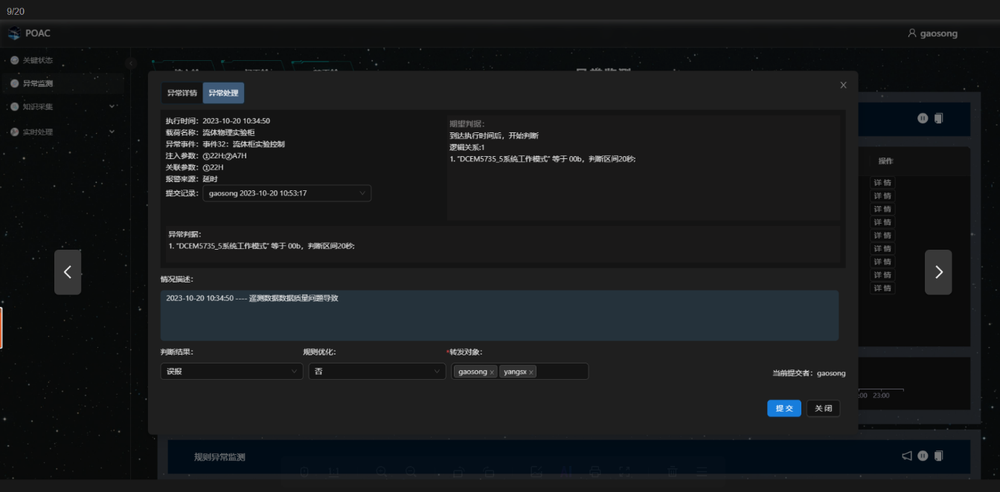 9/20
POAC
gaosong
关键状态
异常监测
知识采集
实时处理
异常详情 异常处理
执行时间：2023-10-20 10:34:50
载荷名称：流体物理实验柜
异常事件：事件32：流体柜实验控制
注入参数：①22H;②A7H
关联参数：①22H
报警来源：延时
提交记录：gaosong 2023-10-20 10:53:17
期望判据：
到达执行时间后，开始判断
逻辑关系:1
1. "DCEM5735_5系统工作模式" 等于 00b，判断区间20秒;
异常判据：
1. "DCEM5735_5系统工作模式" 等于 00b，判断区间20秒;
情况描述：
2023-10-20 10:34:50 ---- 遥测数据数据质量问题导致
判断结果： 规则优化： *转发对象：
误报 否 gaosong x yangsx x
当前提交者：gaosong
提交 关闭
操作
详情
详情
详情
详情
详情
详情
详情
详情
详情
:00 23:00
规则异常监测